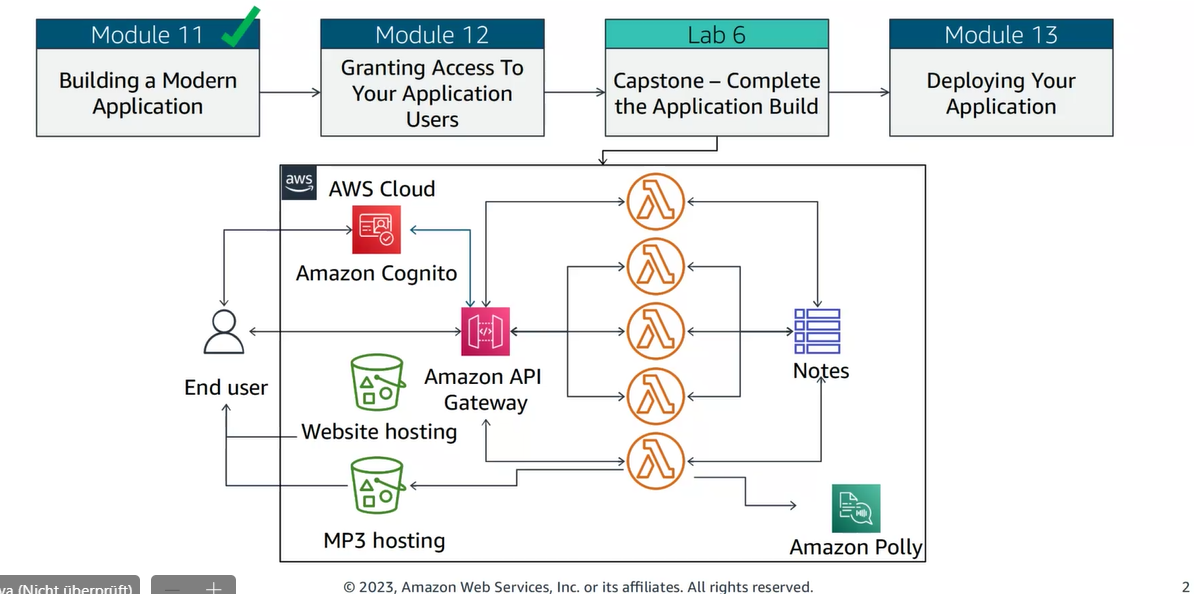 Module 11
Building a Modern
Application
Module 12
Granting Access To
Your Application
Users
Lab 6
Capstone – Complete
the Application Build
Module 13
Deploying Your
Application
aws
AWS Cloud
Amazon Cognito
End user
Amazon API
Gateway
Website hosting
MP3 hosting
Notes
Amazon Polly
(Nicht überprüft)
© 2023, Amazon Web Services, Inc. or its affiliates. All rights reserved.
2